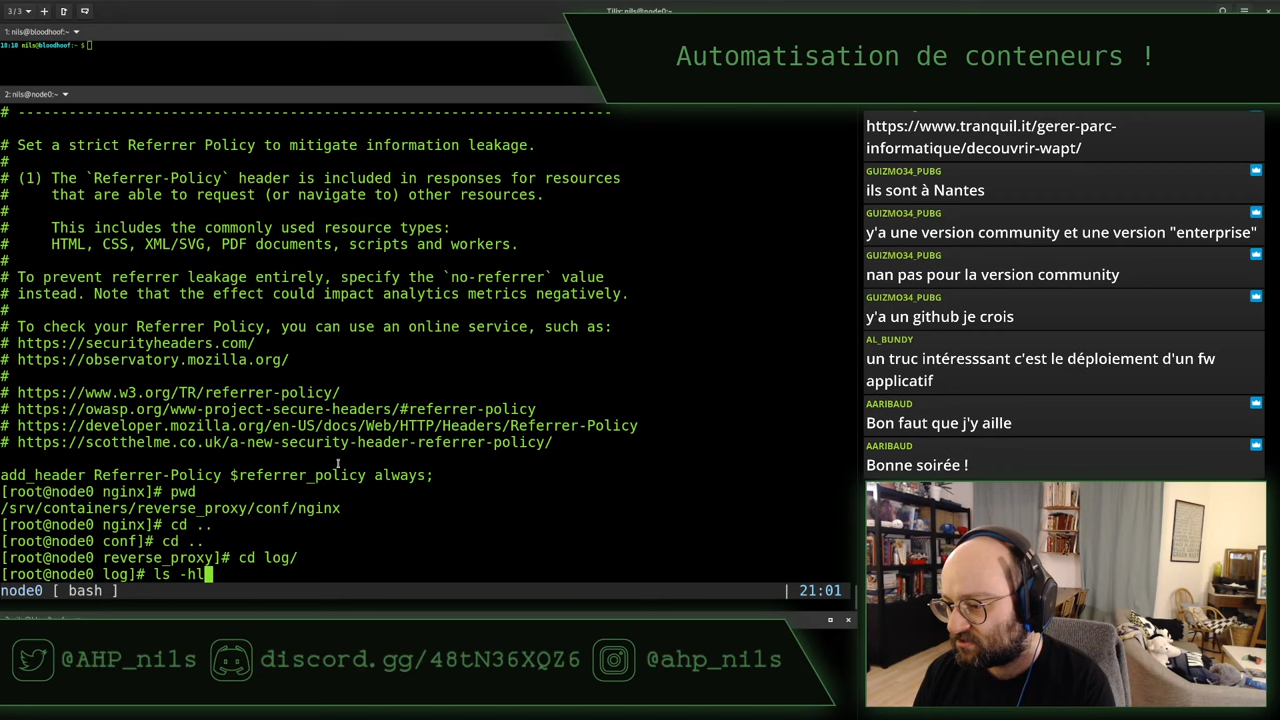 3/3
Tilix: nils@node0:~
1: nils@bloodhoof:~
18:10 nils@bloodhoof:~ $
Automatisation de conteneurs !
2: nils@node0:~
# ----------------------------------------------------------------------
# Set a strict Referrer Policy to mitigate information leakage.
#
# (1) The `Referrer-Policy` header is included in responses for resources
#     that are able to request (or navigate to) other resources.
#
#     This includes the commonly used resource types:
#     HTML, CSS, XML/SVG, PDF documents, scripts and workers.
#
# To prevent referrer leakage entirely, specify the `no-referrer` value
# instead. Note that the effect could impact analytics metrics negatively.
#
# To check your Referrer Policy, you can use an online service, such as:
# https://securityheaders.com/
# https://observatory.mozilla.org/
#
# https://www.w3.org/TR/referrer-policy/
# https://owasp.org/www-project-secure-headers/#referrer-policy
# https://developer.mozilla.org/en-US/docs/Web/HTTP/Headers/Referrer-Policy
# https://scotthelme.co.uk/a-new-security-header-referrer-policy/
add_header Referrer-Policy $referrer_policy always;
[root@node0 nginx]# pwd
/srv/containers/reverse_proxy/conf/nginx
[root@node0 nginx]# cd ..
[root@node0 conf]# cd ..
[root@node0 reverse_proxy]# cd log/
[root@node0 log]# ls -hl
node0 [ bash ] | 21:01
https://www.tranquil.it/gerer-parc-
informatique/decouvrir-wapt/
GUIZMO34_PUBG
ils sont à Nantes
GUIZMO34_PUBG
y'a une version community et une version "enterprise"
GUIZMO34_PUBG
nan pas pour la version community
GUIZMO34_PUBG
y'a un github je crois
AL_BUNDY
un truc intéresssant c'est le déploiement d'un fw
applicatif
AARIBAUD
Bon faut que j'y aille
AARIBAUD
Bonne soirée !
@AHP_nils
discord.gg/48tN36XQZ6
@ahp_nils